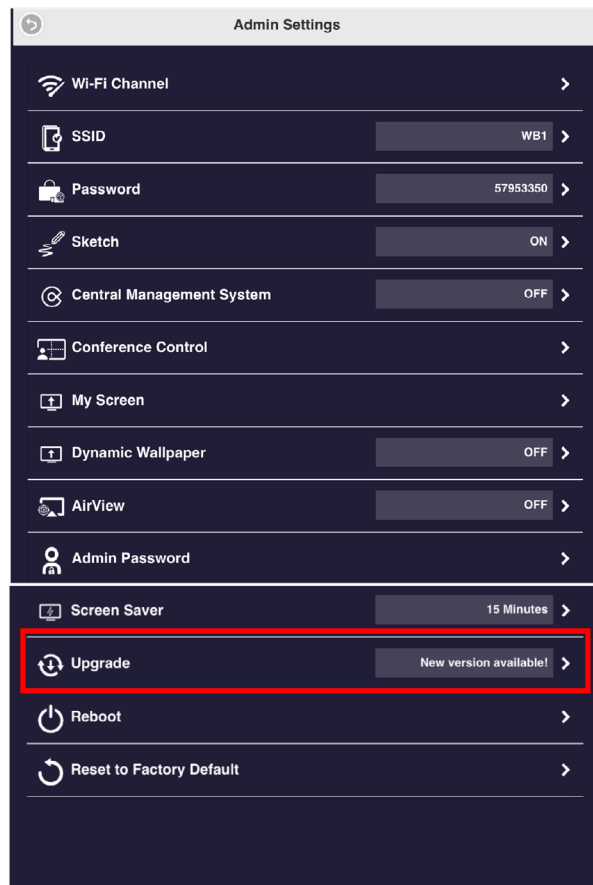 Admin Settings
Wi-Fi Channel
SSID WB1
Password 57953350
Sketch ON
Central Management System OFF
Conference Control
My Screen
Dynamic Wallpaper OFF
AirView OFF
Admin Password
Screen Saver 15 Minutes
Upgrade New version available!
Reboot
Reset to Factory Default